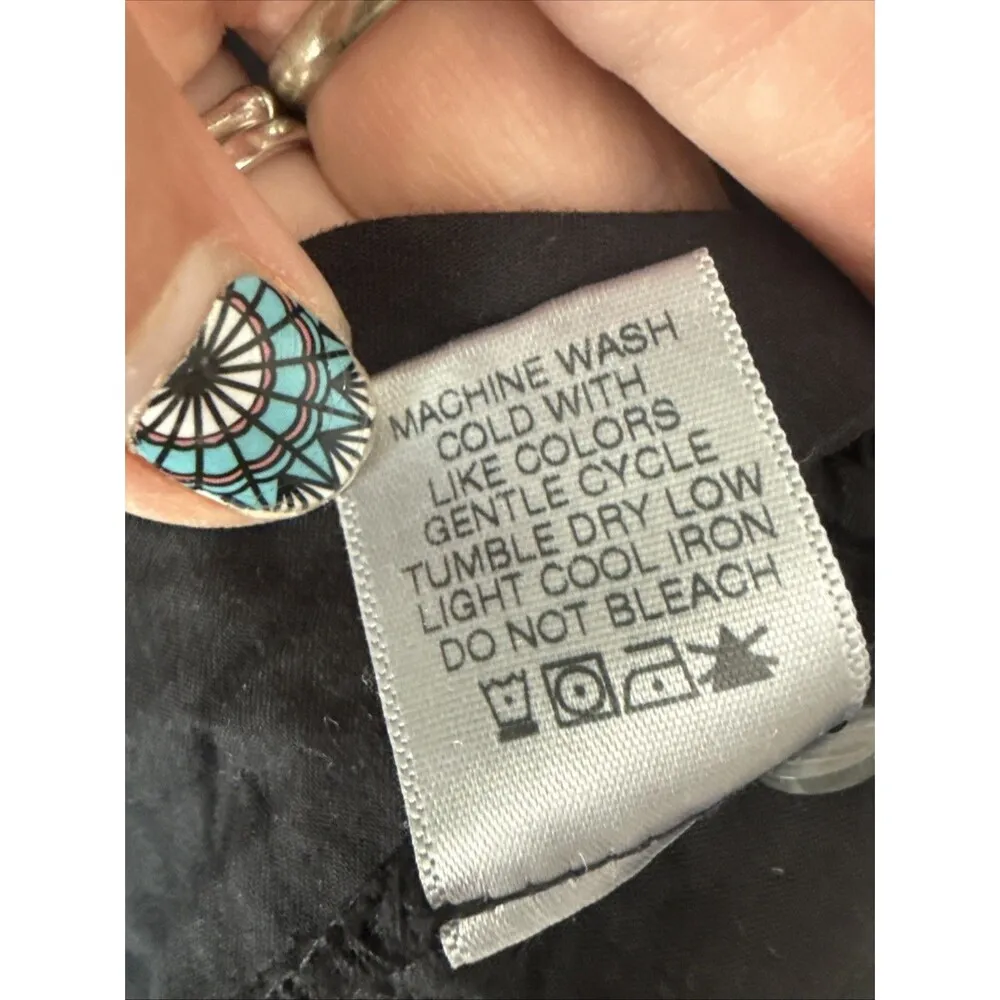 MACHINE WASH
COLD WITH
LIKE COLORS
GENTLE CYCLE
TUMBLE DRY LOW
LIGHT COOL IRON
DO NOT BLEACH